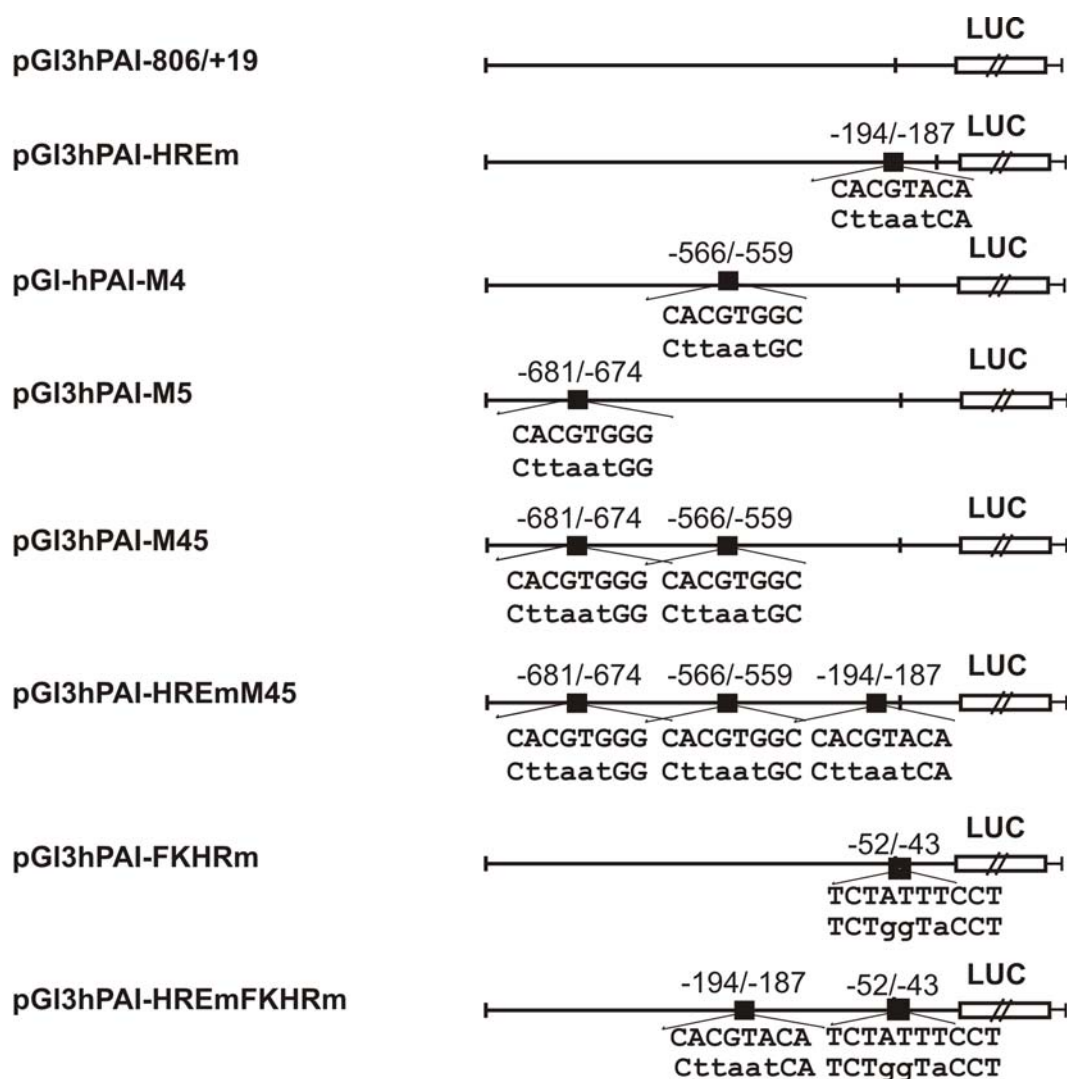 LUC
pGl3hPAI-806/+19
-194/-187 LUC
pGl3hPAI-HREm
CACGTACA
CttaatCA
LUC
-566/-559
pGl-hPAI-M4
CACGTGGC
CttaatGC
-681/-674 LUC
pGl3hPAI-M5
CACGTGGG
CttaatGG
LUC
-681/-674 -566/-559
pGl3hPAI-M45
CACGTGGG CACGTGGC
CttaatGG CttaatGC
LUC
-681/-674 -566/-559 -194/-187
pGl3hPAI-HREmM45
CACGTGGG CACGTGGC CACGTACA
CttaatGG CttaatGC CttaatCA
LUC
-52/-43
pGl3hPAI-FKHRm
TCTATTTCCT
TCTggTaCCT
LUC
-194/-187 -52/-43
pGl3hPAI-HREmFKHRm
CACGTACA TCTATTTCCT
CttaatCA TCTggTaCCT